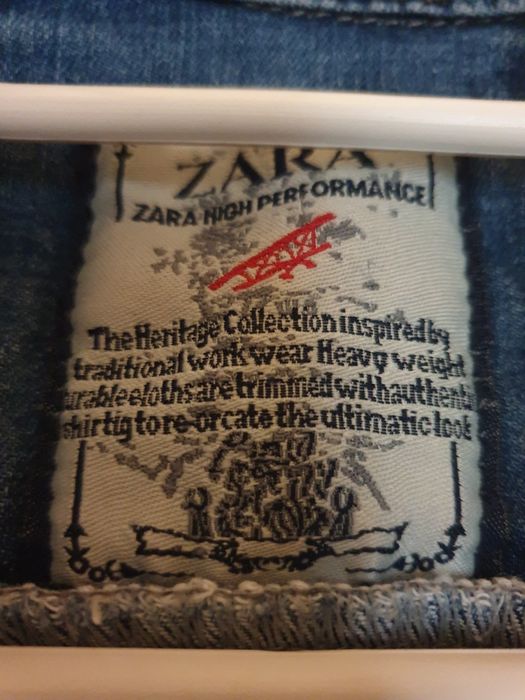 ZARA
ZARA HIGH PERFORMANCE
The Heritage Collection inspired by
traditional work wear Heavy weight
urable eloths are trimmed with authenti
shirtig to re-orcate the ultimatic look